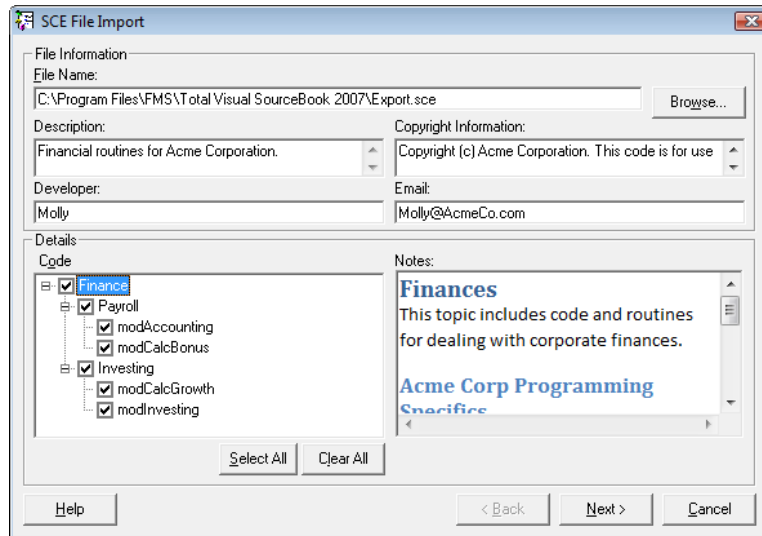 SCE File Import
File Information
File Name:
C:\Program Files\FMS\Total Visual SourceBook 2007\Export.sce
Browse...
Description:
Copyright Information:
Financial routines for Acme Corporation.
Copyright (c) Acme Corporation. This code is for use
Developer:
Email:
Molly
Molly@AcmeCo.com
Details
Code
Notes:
Finance
Payroll
modAccounting
modCalcBonus
Investing
modCalcGrowth
modInvesting
Finances
This topic includes code and routines
for dealing with corporate finances.
Acme Corp Programming
Specifics
Select All
Clear All
Help
< Back
Next >
Cancel